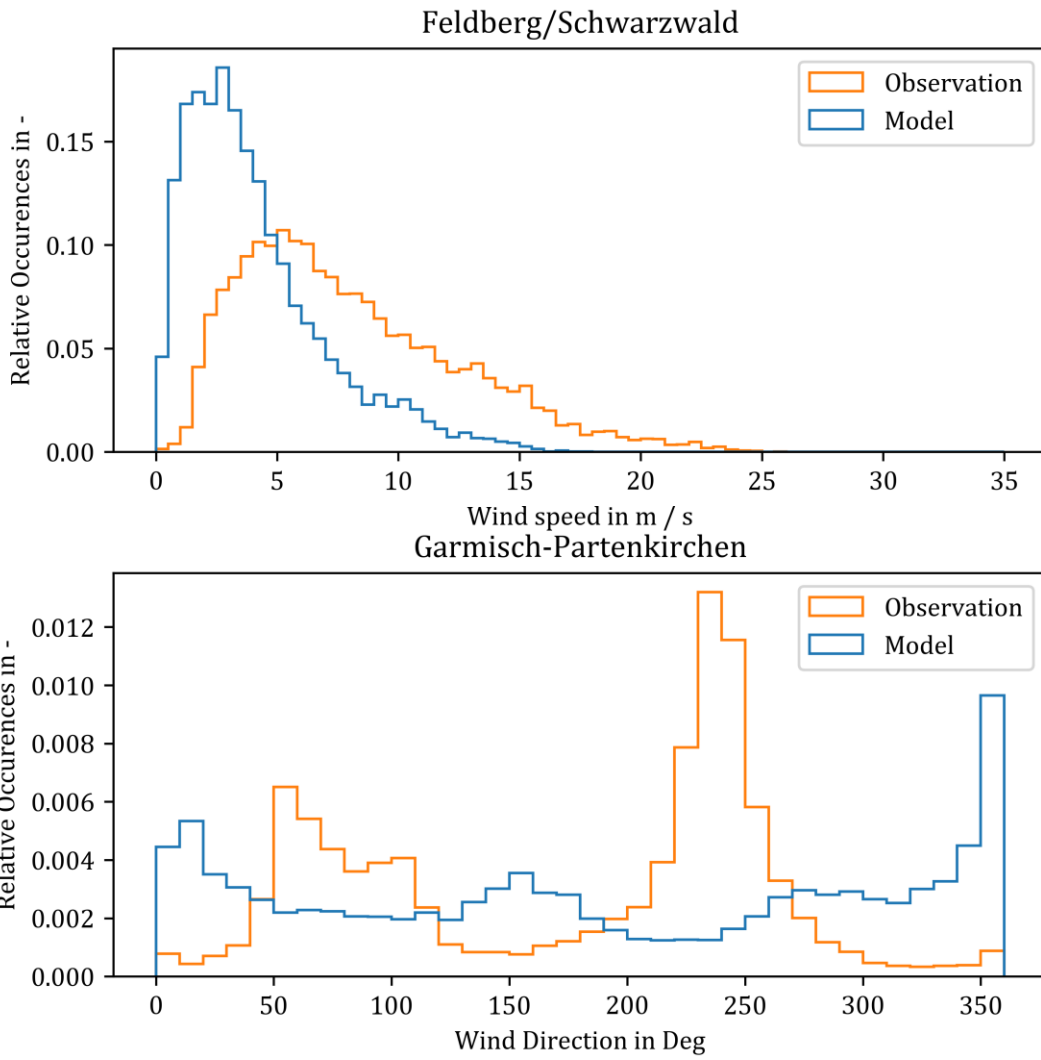 Feldberg/Schwarzwald
Relative Occurences in -
0.15
0.10
0.05
0.00
Observation
Model
0 5 10 15 20 25 30 35
Wind speed in m / s
Garmisch-Partenkirchen
Relative Occurences in -
0.012
0.010
0.008
0.006
0.004
0.002
0.000
Observation
Model
0 50 100 150 200 250 300 350
Wind Direction in Deg